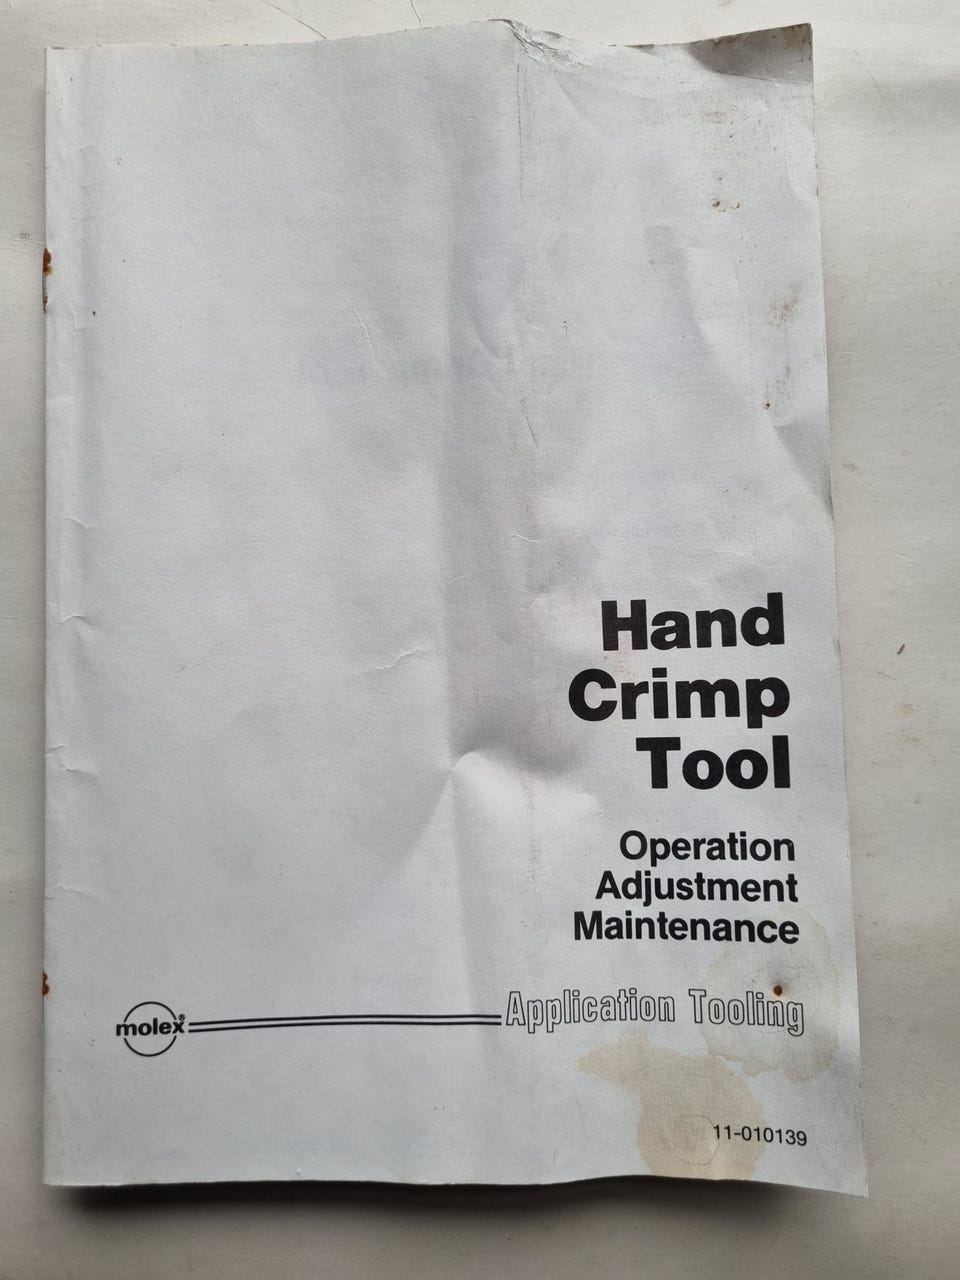 Hand
Crimp
Tool
Operation
Adjustment
Maintenance
molex®
Application Tooling
11-010139